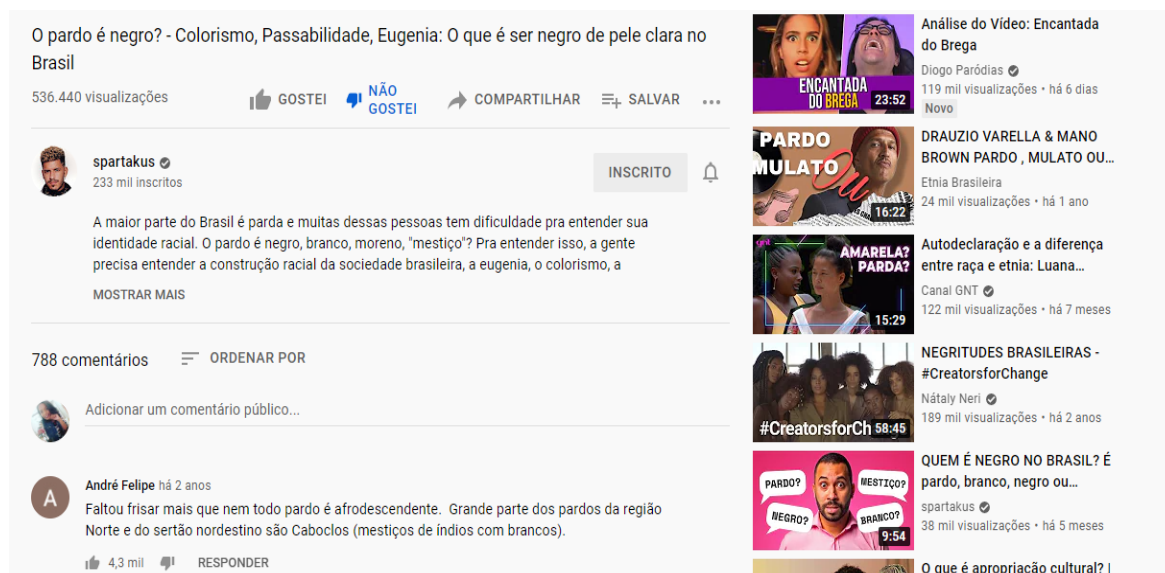 O pardo é negro? - Colorismo, Passabilidade, Eugenia: O que é ser negro de pele clara no
Brasil
536.440 visualizações
GOSTEI
NÃO
GOSTEI
COMPARTILHAR
SALVAR
spartakus
233 mil inscritos
INSCRITO
A maior parte do Brasil é parda e muitas dessas pessoas tem dificuldade pra entender sua
identidade racial. O pardo é negro, branco, moreno, "mestiço"? Pra entender isso, a gente
precisa entender a construção racial da sociedade brasileira, a eugenia, o colorismo, a
MOSTRAR MAIS
788 comentários
ORDENAR POR
Adicionar um comentário público...
A
André Felipe há 2 anos
Faltou frisar mais que nem todo pardo é afrodescendente. Grande parte dos pardos da região
Norte e do sertão nordestino são Caboclos (mestiços de índios com brancos).
4,3 mil
RESPONDER
ENCANTADA
DO BREGA
23:52
Análise do Vídeo: Encantada
do Brega
Diogo Paródias
119 mil visualizações • há 6 dias
Novo
PARDO
MULATO
Ou
16:22
DRAUZIO VARELLA & MANO
BROWN PARDO , MULATO OU...
Etnia Brasileira
24 mil visualizações • há 1 ano
gnt
AMARELA?
PARDA?
15:29
Autodeclaração e a diferença
entre raça e etnia: Luana...
Canal GNT
122 mil visualizações • há 7 meses
#CreatorsforCh
58:45
NEGRITUDES BRASILEIRAS -
#CreatorsforChange
Nátaly Neri
189 mil visualizações • há 2 anos
PARDO?
MESTIÇO?
NEGRO?
BRANCO?
9:54
QUEM É NEGRO NO BRASIL? É
pardo, branco, negro ou...
spartakus
38 mil visualizações • há 5 meses
O que é apropriação cultural? |